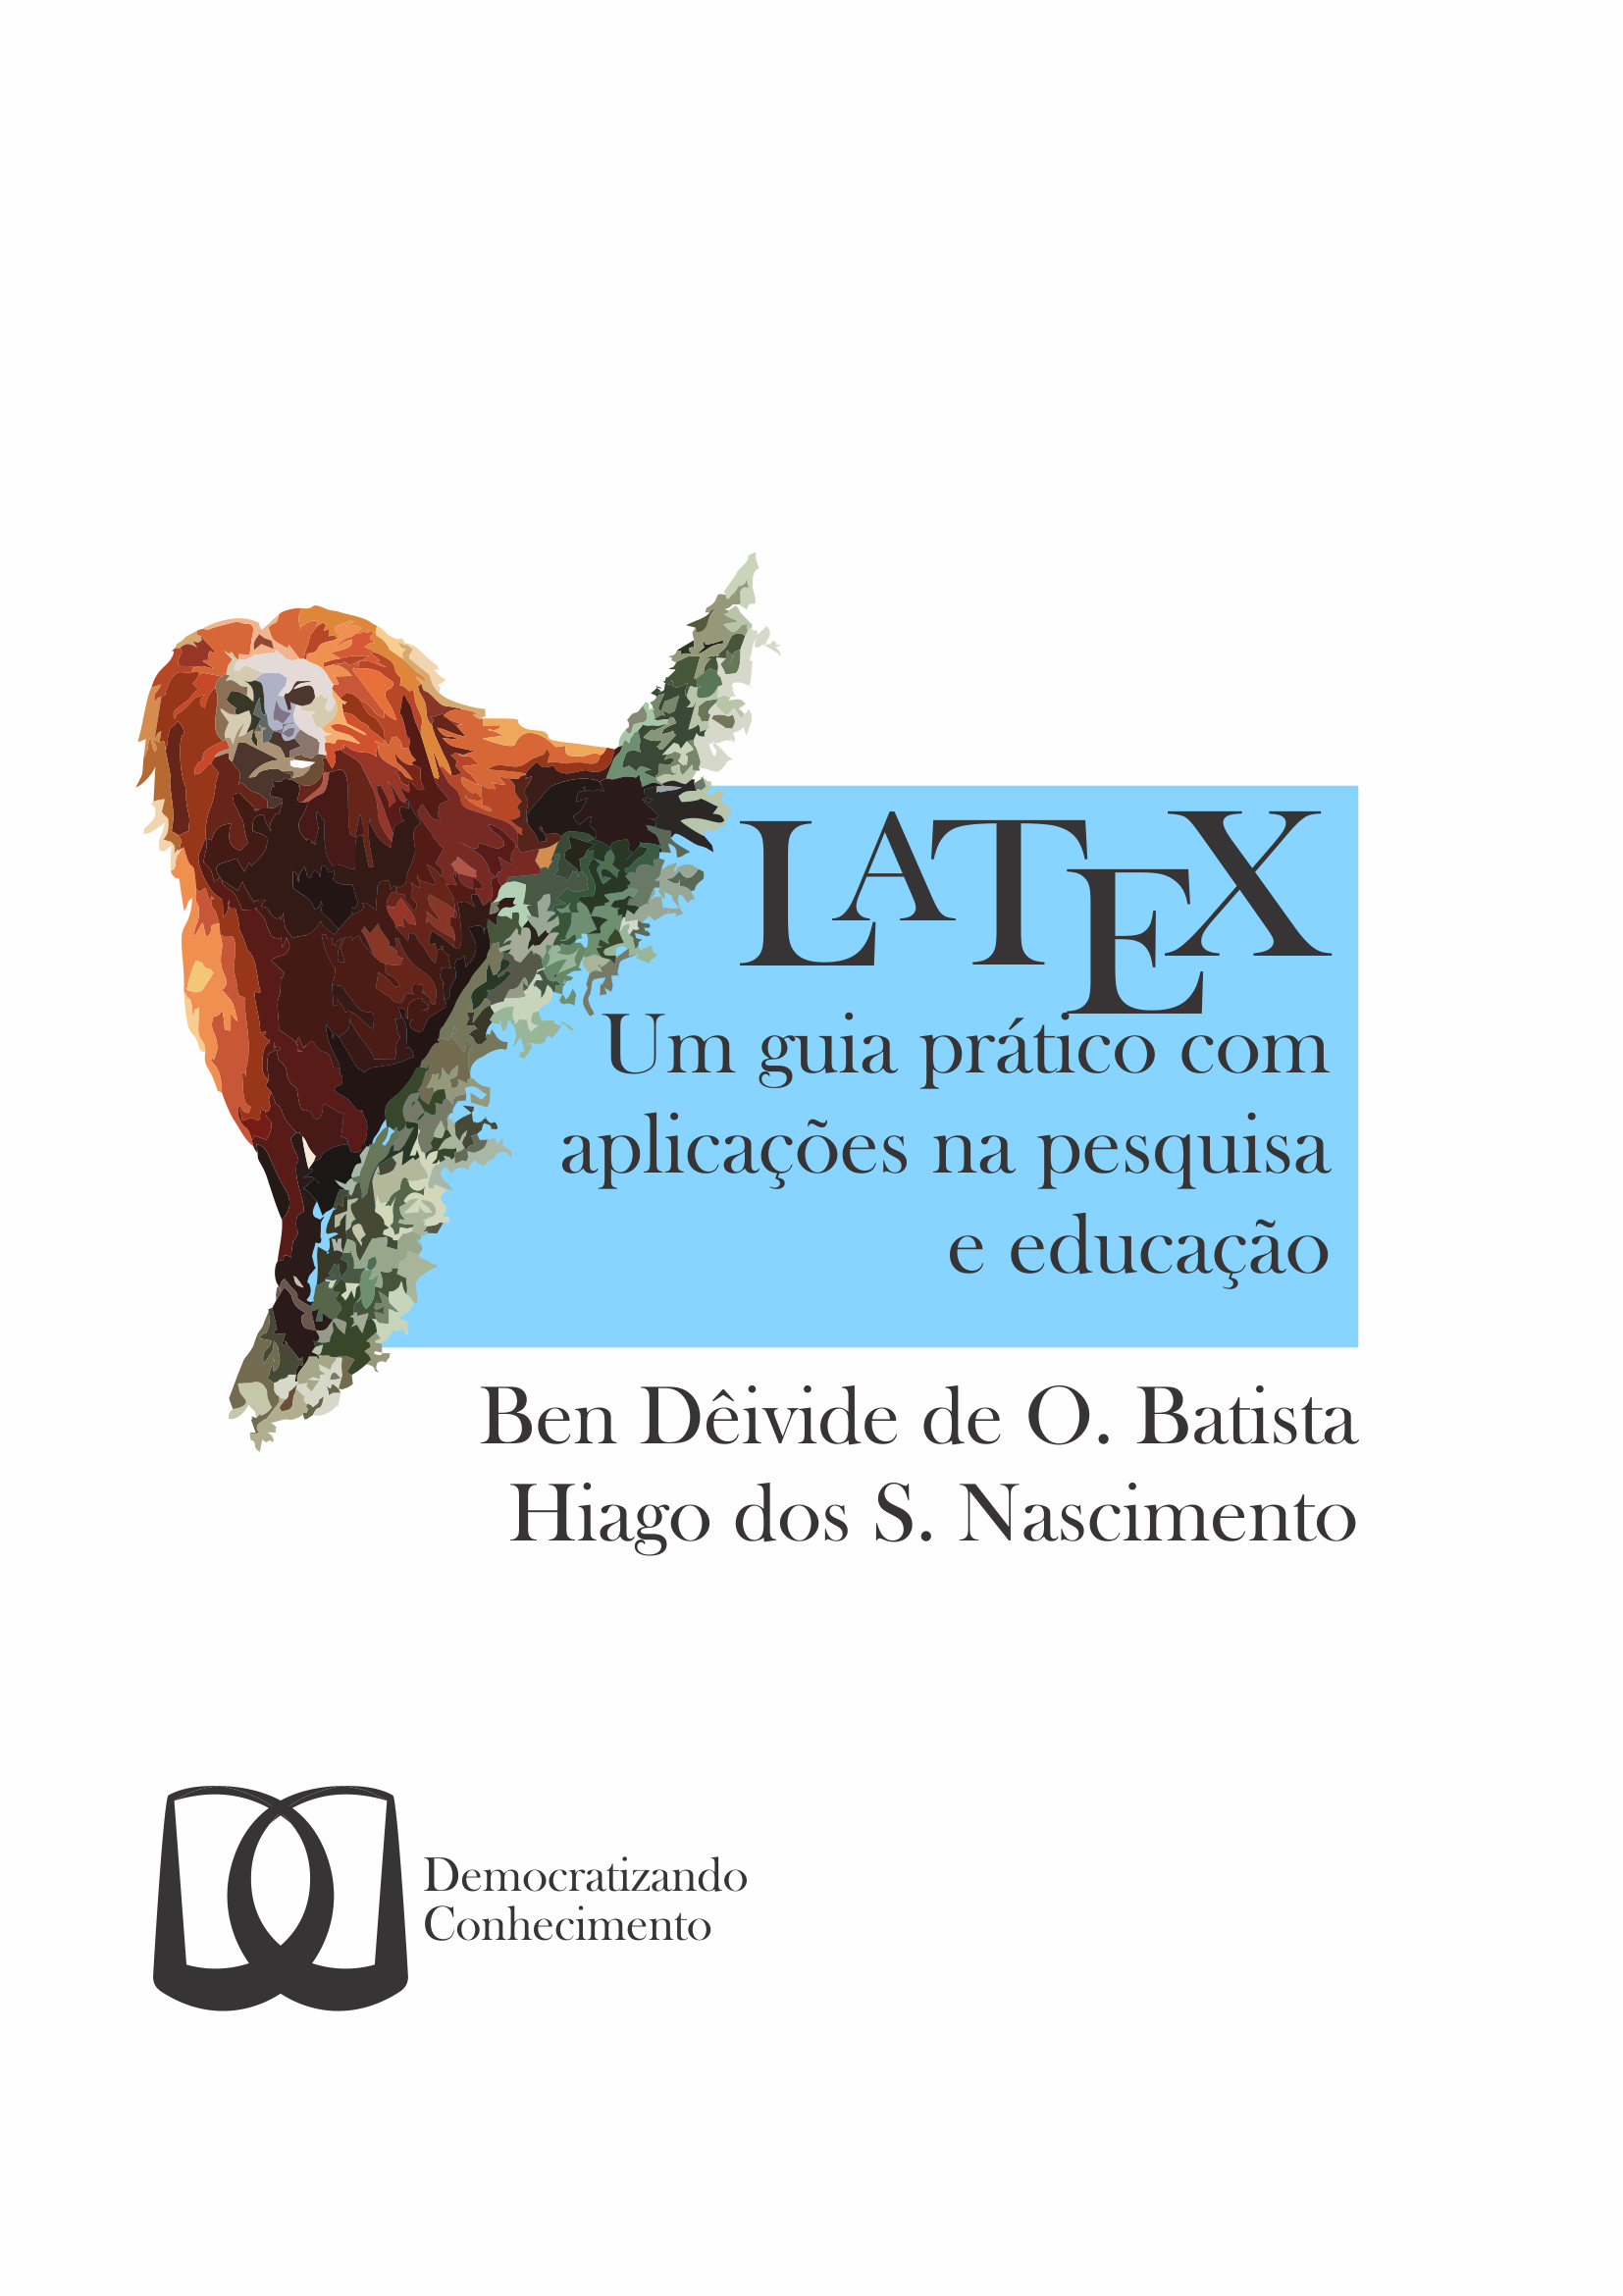 LATEX
Um guia prático com
aplicações na pesquisa
e educação
Ben Dêivide de O. Batista
Hiago dos S. Nascimento
Democratizando
Conhecimento